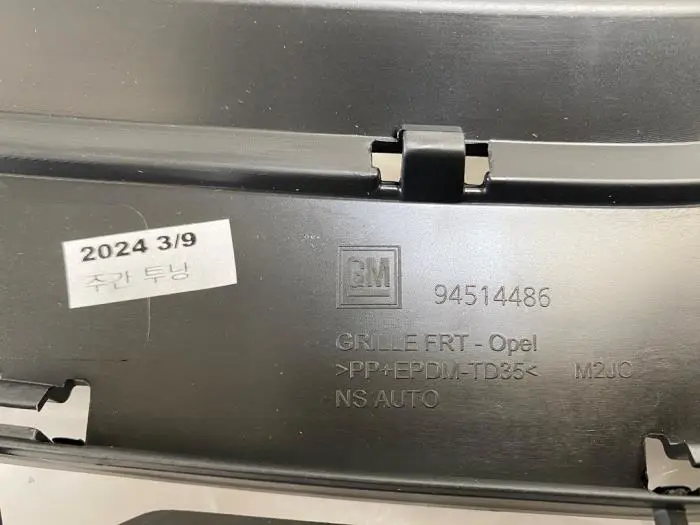 2024 3/9
주간 투닝
GM 94514486
GRILLE FRT - Opel
>PP+EPDM-TD35< M2JC
NS AUTO